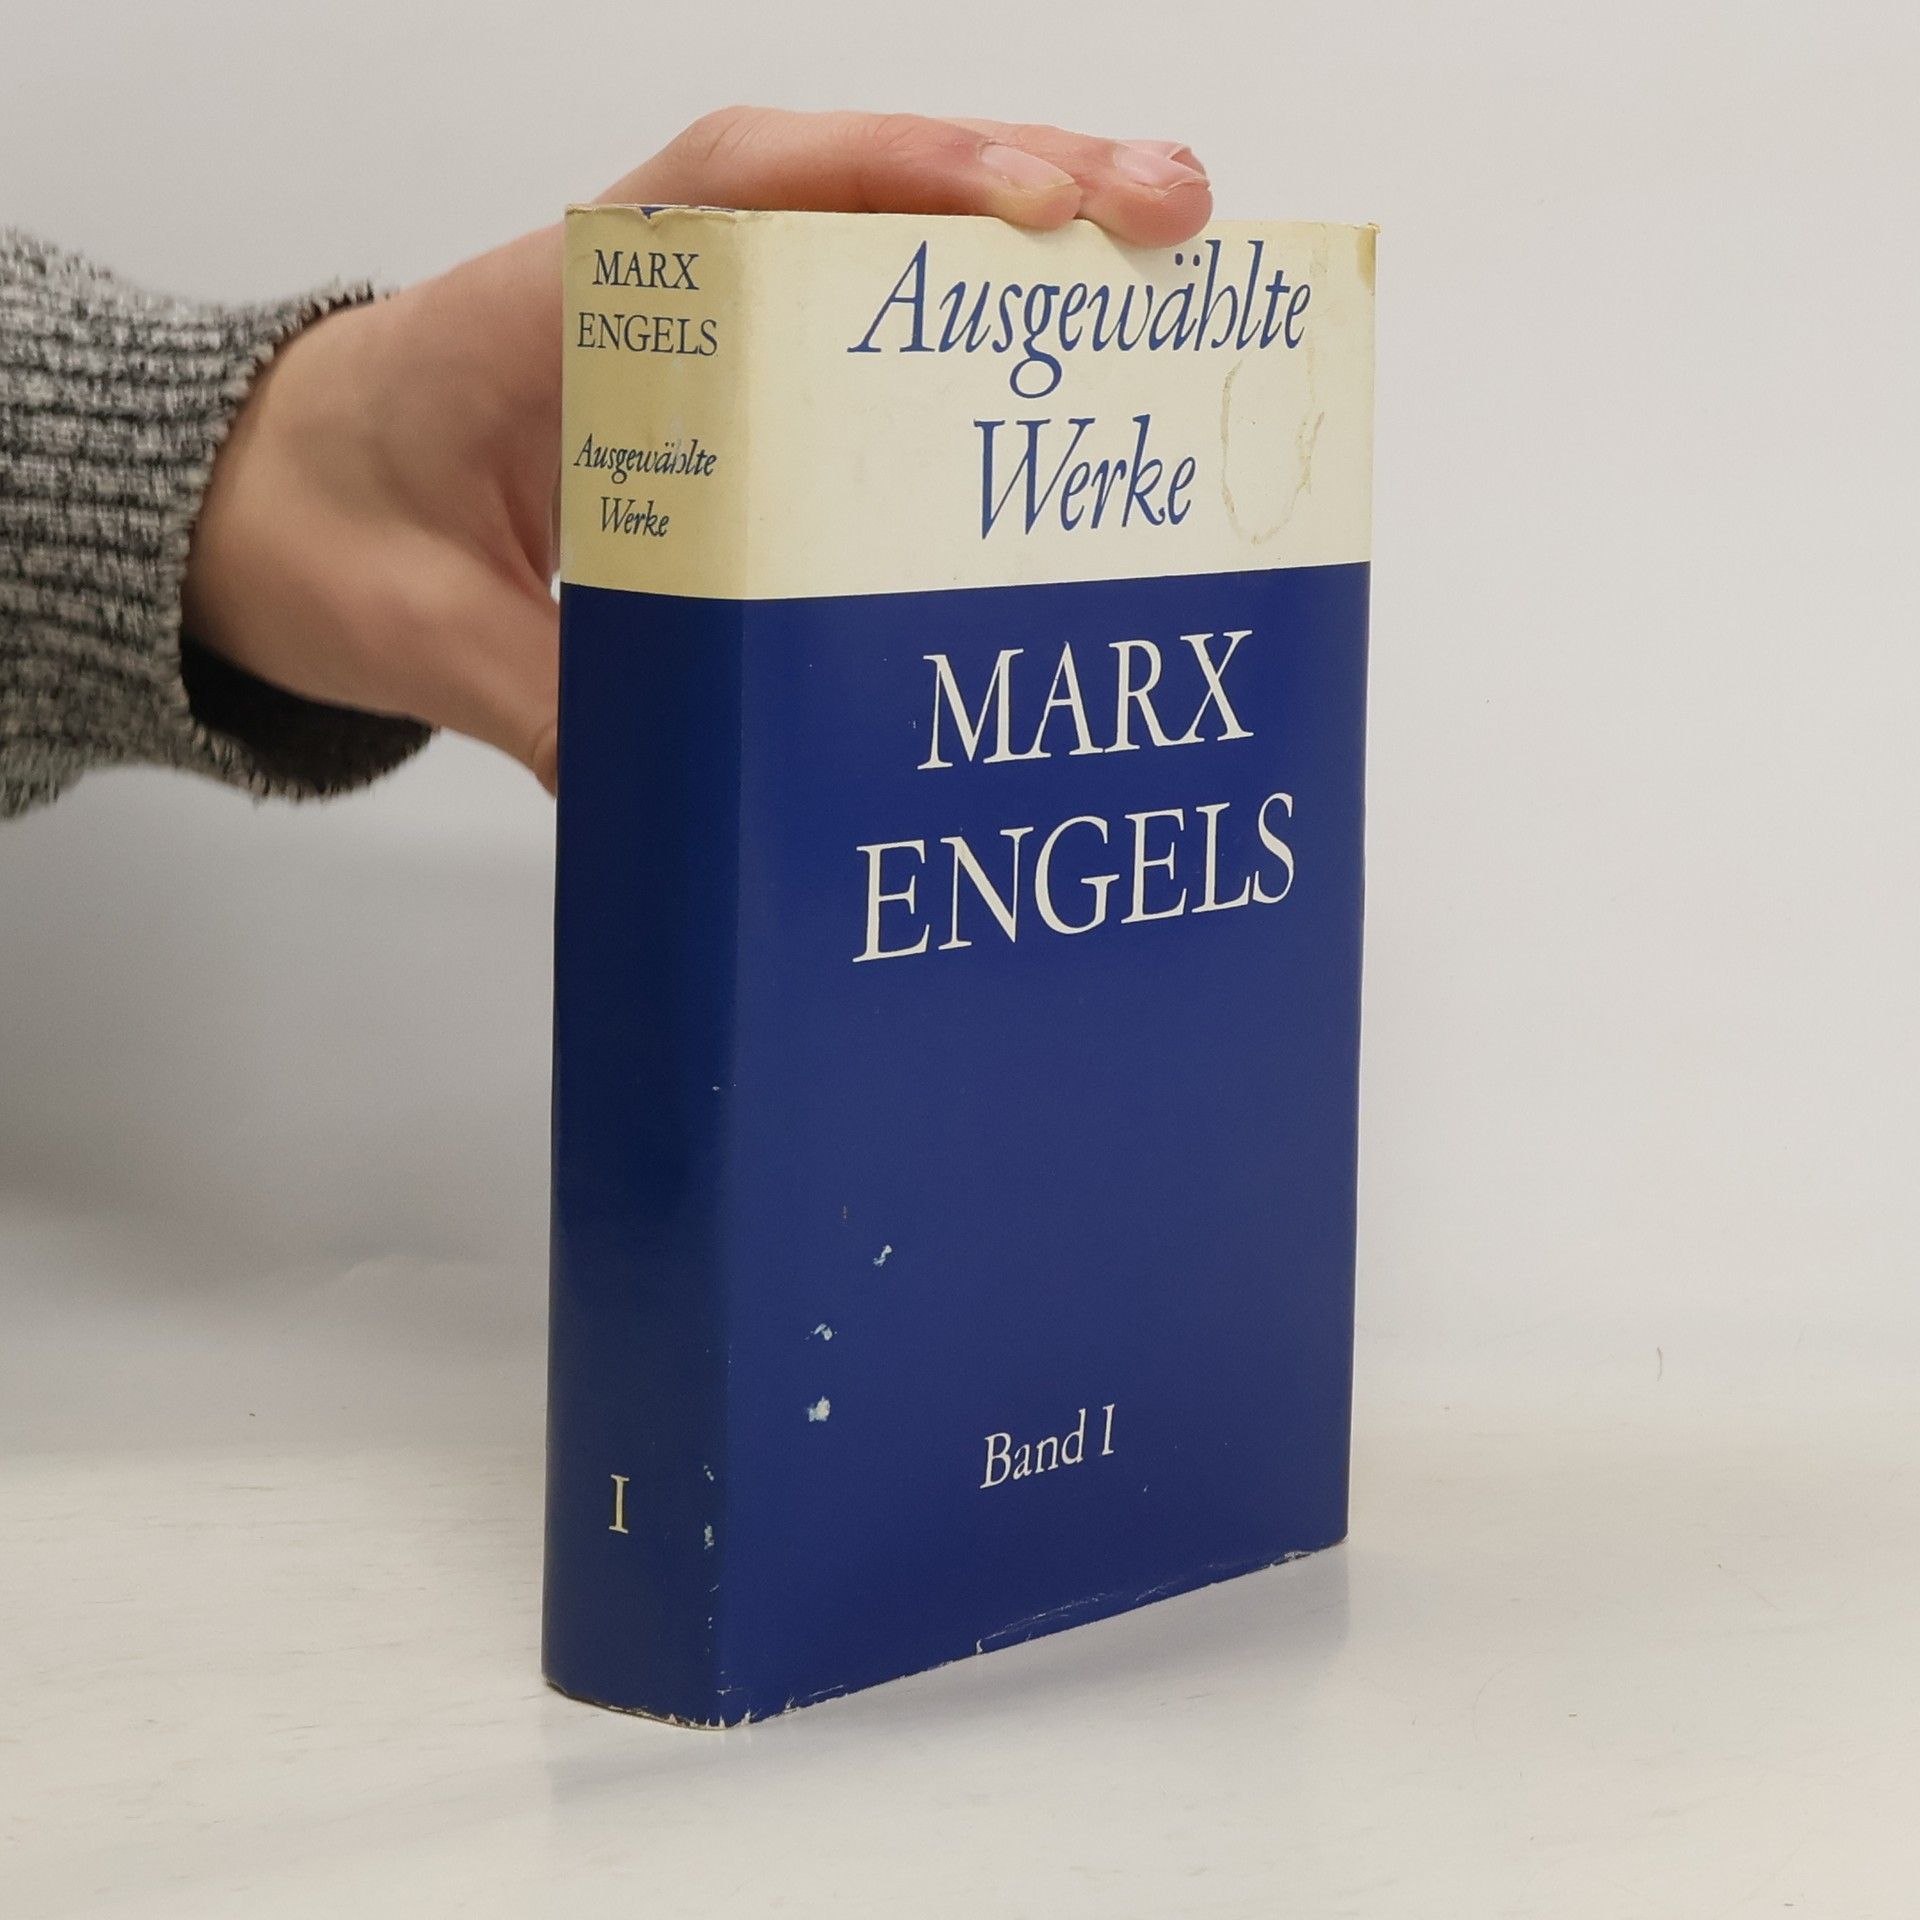 MARX
ENGELS
Ausgewählte
Werke
I
Ausgewählte
Werke
MARX
ENGELS
Band I